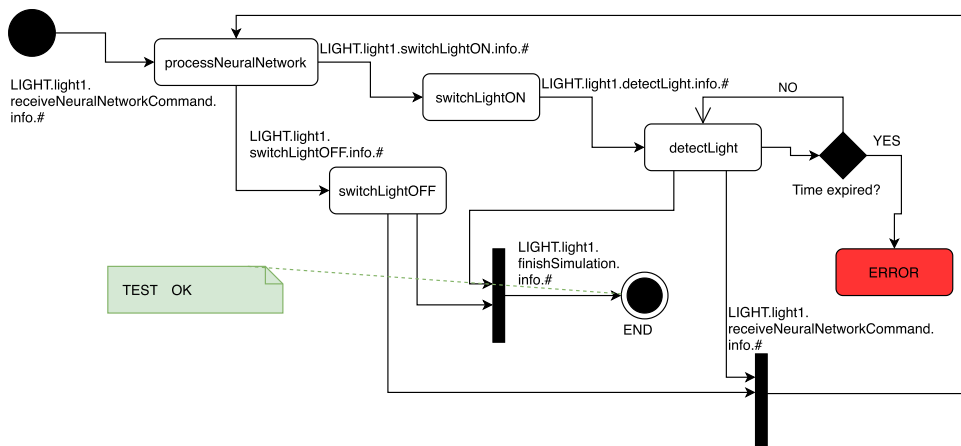 LIGHT.light1.switchLightON.info.#
processNeuralNetwork
LIGHT.light1.
receiveNeuralNetworkCommand.
info.#
LIGHT.light1.detectLight.info.#
switchLightON
NO
LIGHT.light1.
switchLightOFF.info.#
detectLight
YES
Time expired?
switchLightOFF
LIGHT.light1.
finishSimulation.
info.#
ERROR
TEST OK
END
LIGHT.light1.
receiveNeuralNetworkCommand.
info.#